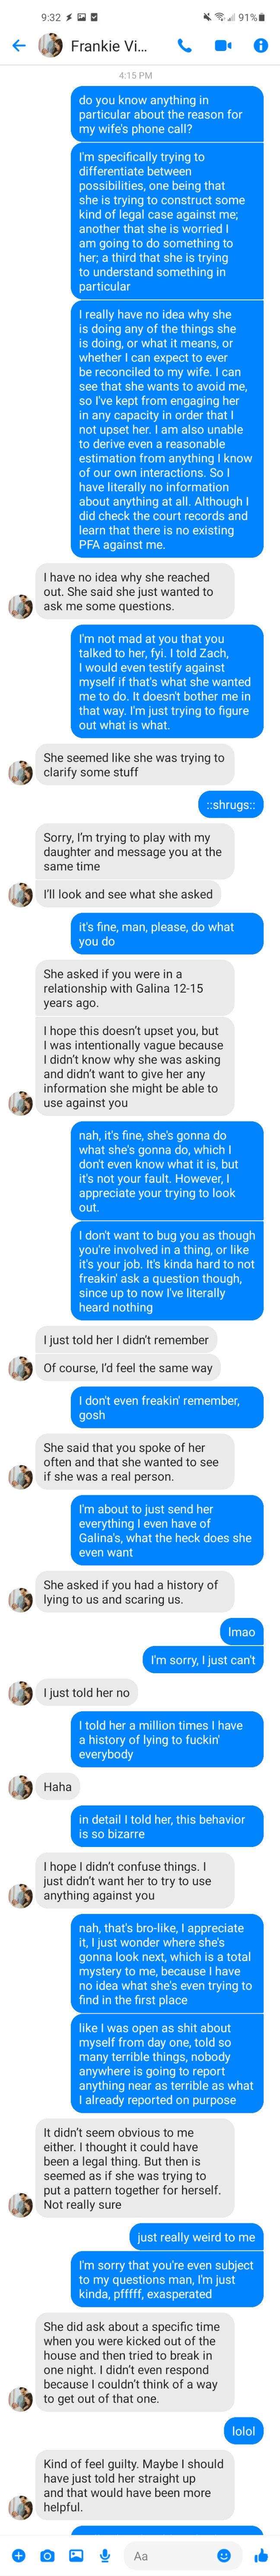 9:32
91%
Frankie Vi...
4:15 PM
do you know anything in
particular about the reason for
my wife's phone call?
I'm specifically trying to
differentiate between
possibilities, one being that
she is trying to construct some
kind of legal case against me;
another that she is worried I
am going to do something to
her; a third that she is trying
to understand something in
particular
I really have no idea why she
is doing any of the things she
is doing, or what it means, or
whether I can expect to ever
be reconciled to my wife. I can
see that she wants to avoid me,
so I've kept from engaging her
in any capacity in order that I
not upset her. I am also unable
to derive even a reasonable
estimation from anything I know
of our own interactions. So I
have literally no information
about anything at all. Although I
did check the court records and
learn that there is no existing
PFA against me.
I have no idea why she reached
out. She said she just wanted to
ask me some questions.
I'm not mad at you that you
talked to her, fyi. I told Zach,
I would even testify against
myself if that's what she wanted
me to do. It doesn't bother me in
that way. I'm just trying to figure
out what is what.
She seemed like she was trying to
clarify some stuff
::shrugs::
Sorry, I'm trying to play with my
daughter and message you at the
same time
I'll look and see what she asked
it's fine, man, please, do what
you do
She asked if you were in a
relationship with Galina 12-15
years ago.
I hope this doesn't upset you, but
I was intentionally vague because
I didn't know why she was asking
and didn't want to give her any
information she might be able to
use against you
nah, it's fine, she's gonna do
what she's gonna do, which I
don't even know what it is, but
it's not your fault. However, I
appreciate your trying to look
out.
I don't want to bug you as though
you're involved in a thing, or like
it's your job. It's kinda hard to not
freakin' ask a question though,
since up to now I've literally
heard nothing
I just told her I didn't remember
Of course, I'd feel the same way
I don't even freakin' remember,
gosh
She said that you spoke of her
often and that she wanted to see
if she was a real person.
I'm about to just send her
everything I even have of
Galina's, what the heck does she
even want
She asked if you had a history of
lying to us and scaring us.
lmao
I'm sorry, I just can't
I just told her no
I told her a million times I have
a history of lying to fuckin'
everybody
Haha
in detail I told her, this behavior
is so bizarre
I hope I didn't confuse things. I
just didn't want her to try to use
anything against you
nah, that's bro-like, I appreciate
it, I just wonder where she's
gonna look next, which is a total
mystery to me, because I have
no idea what she's even trying to
find in the first place
like I was open as shit about
myself from day one, told so
many terrible things, nobody
anywhere is going to report
anything near as terrible as what
I already reported on purpose
It didn't seem obvious to me
either. I thought it could have
been a legal thing. But then is
seemed as if she was trying to
put a pattern together for herself.
Not really sure
just really weird to me
I'm sorry that you're even subject
to my questions man, I'm just
kinda, pfffff, exasperated
She did ask about a specific time
when you were kicked out of the
house and then tried to break in
one night. I didn't even respond
because I couldn't think of a way
to get out of that one.
lolol
Kind of feel guilty. Maybe I should
have just told her straight up
and that would have been more
helpful.
Aa